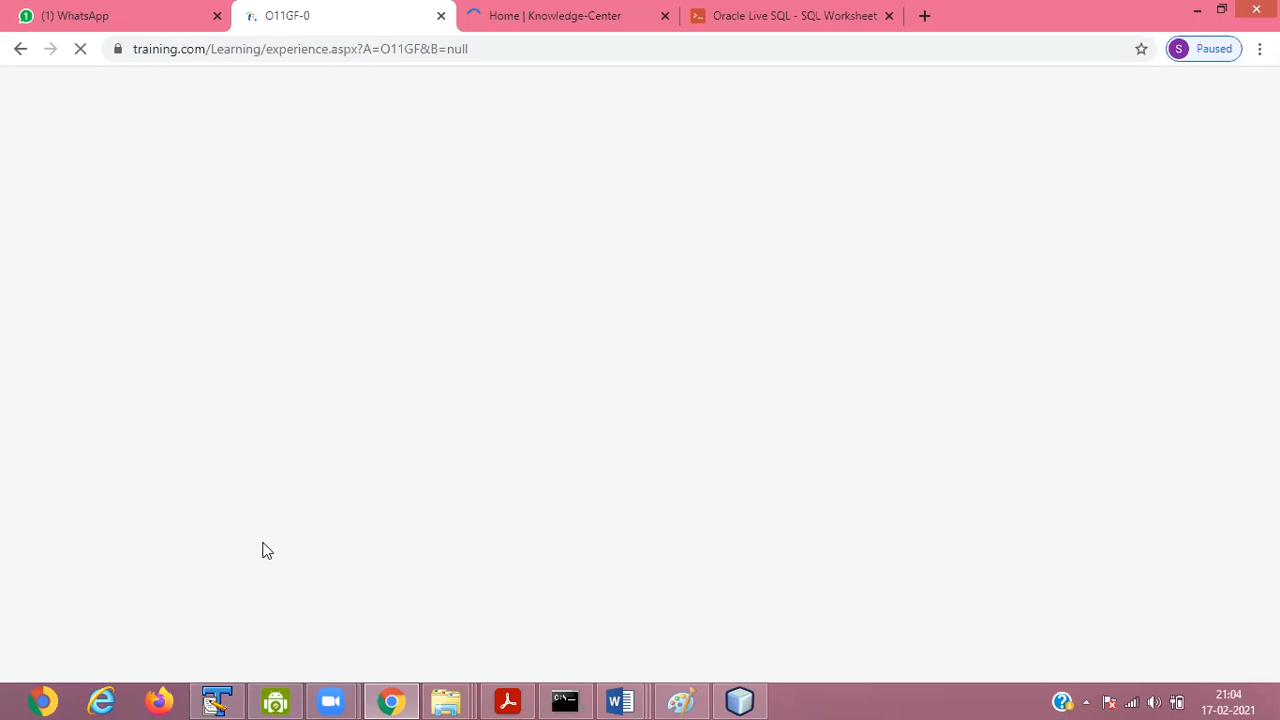 (1) WhatsApp
O11GF-0
Home | Knowledge-Center
Oracle Live SQL - SQL Worksheet
training.com/Learning/experience.aspx?A=O11GF&B=null
S
Paused
21:04
17-02-2021